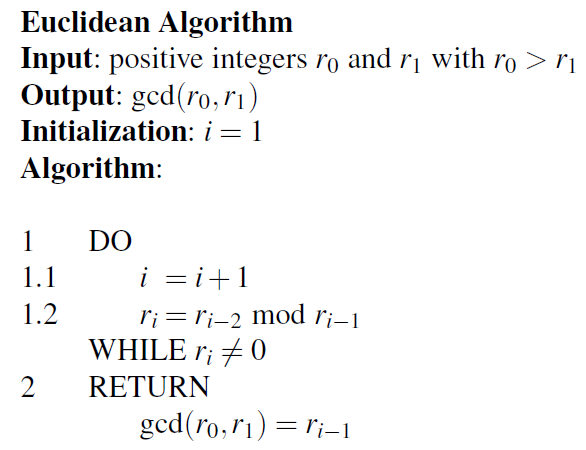 Euclidean Algorithm
Input: positive integers r₀ and r₁ with r₀ > r₁
Output: gcd(r₀,r₁)
Initialization: i = 1
Algorithm:
1 DO
1.1 i = i+1
1.2 rᵢ = rᵢ₋₂ mod rᵢ₋₁
WHILE rᵢ ≠ 0
2 RETURN
gcd(r₀,r₁) = rᵢ₋₁